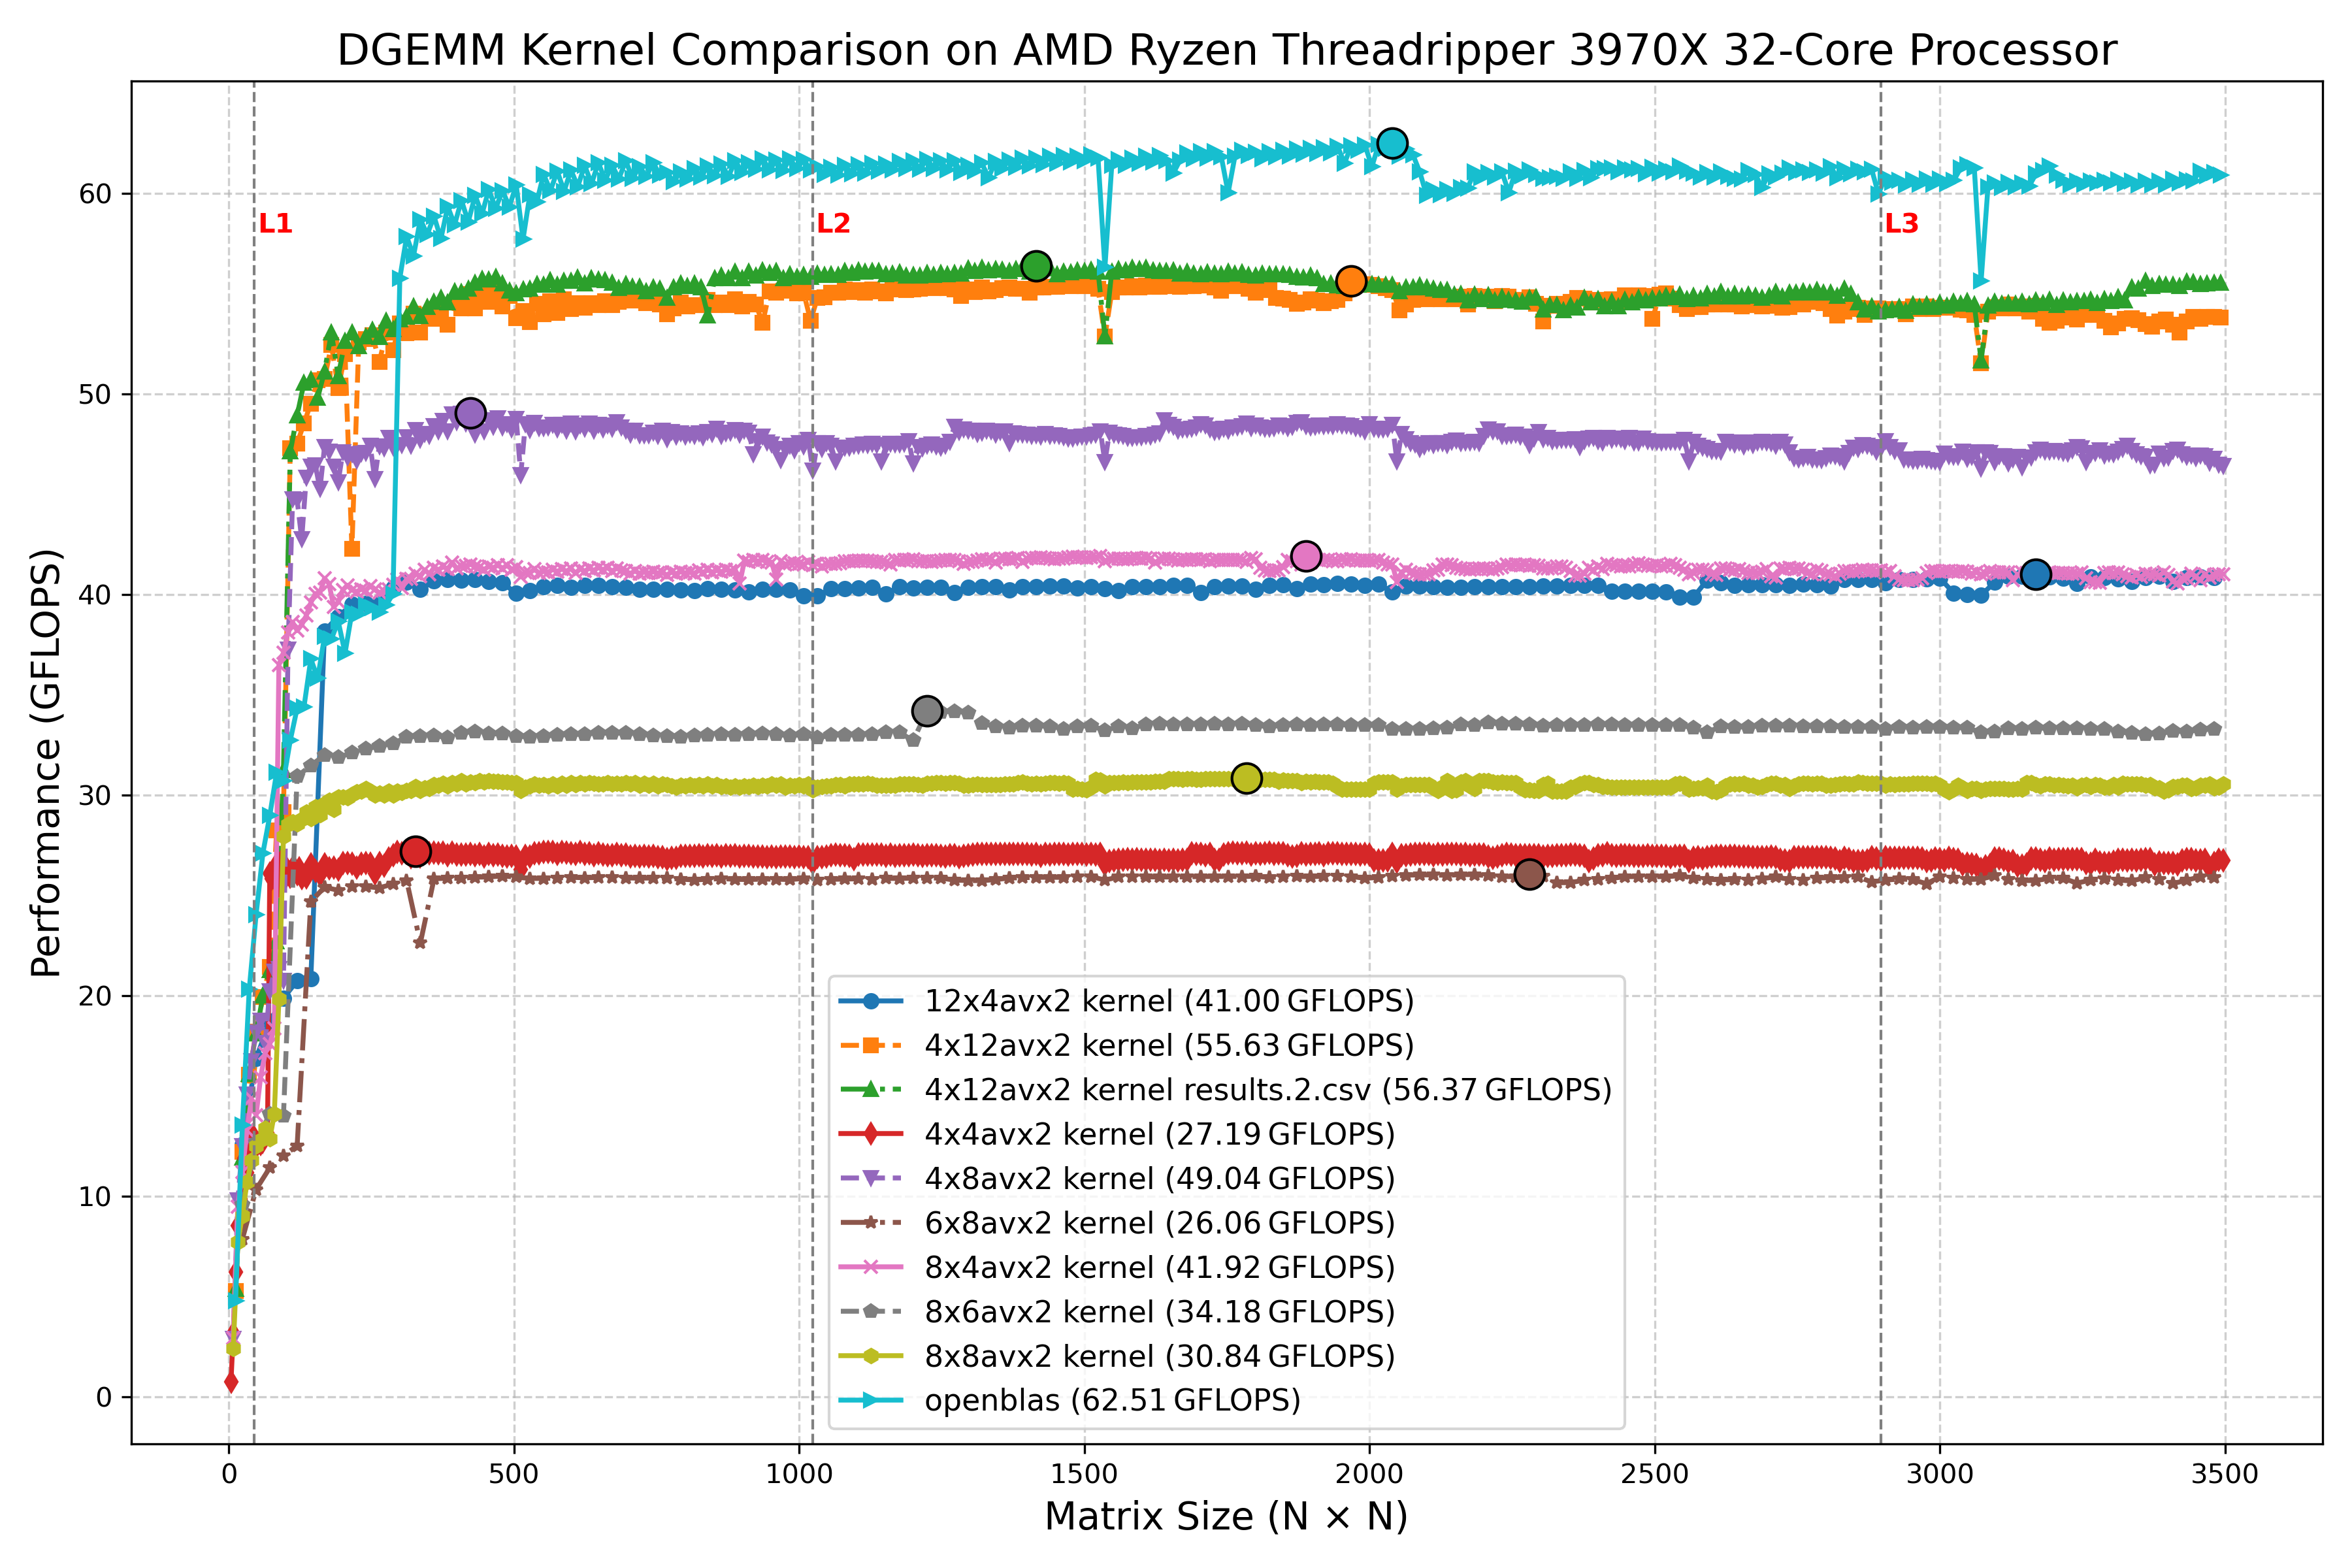 DGEMM Kernel Comparison on AMD Ryzen Threadripper 3970X 32-Core Processor
Performance (GFLOPS)
60
50
40
30
20
10
0
L1
L2
L3
12x4avx2 kernel (41.00 GFLOPS)
4x12avx2 kernel (55.63 GFLOPS)
4x12avx2 kernel results.2.csv (56.37 GFLOPS)
4x4avx2 kernel (27.19 GFLOPS)
4x8avx2 kernel (49.04 GFLOPS)
6x8avx2 kernel (26.06 GFLOPS)
8x4avx2 kernel (41.92 GFLOPS)
8x6avx2 kernel (34.18 GFLOPS)
8x8avx2 kernel (30.84 GFLOPS)
openblas (62.51 GFLOPS)
0 500 1000 1500 2000 2500 3000 3500
Matrix Size (N × N)